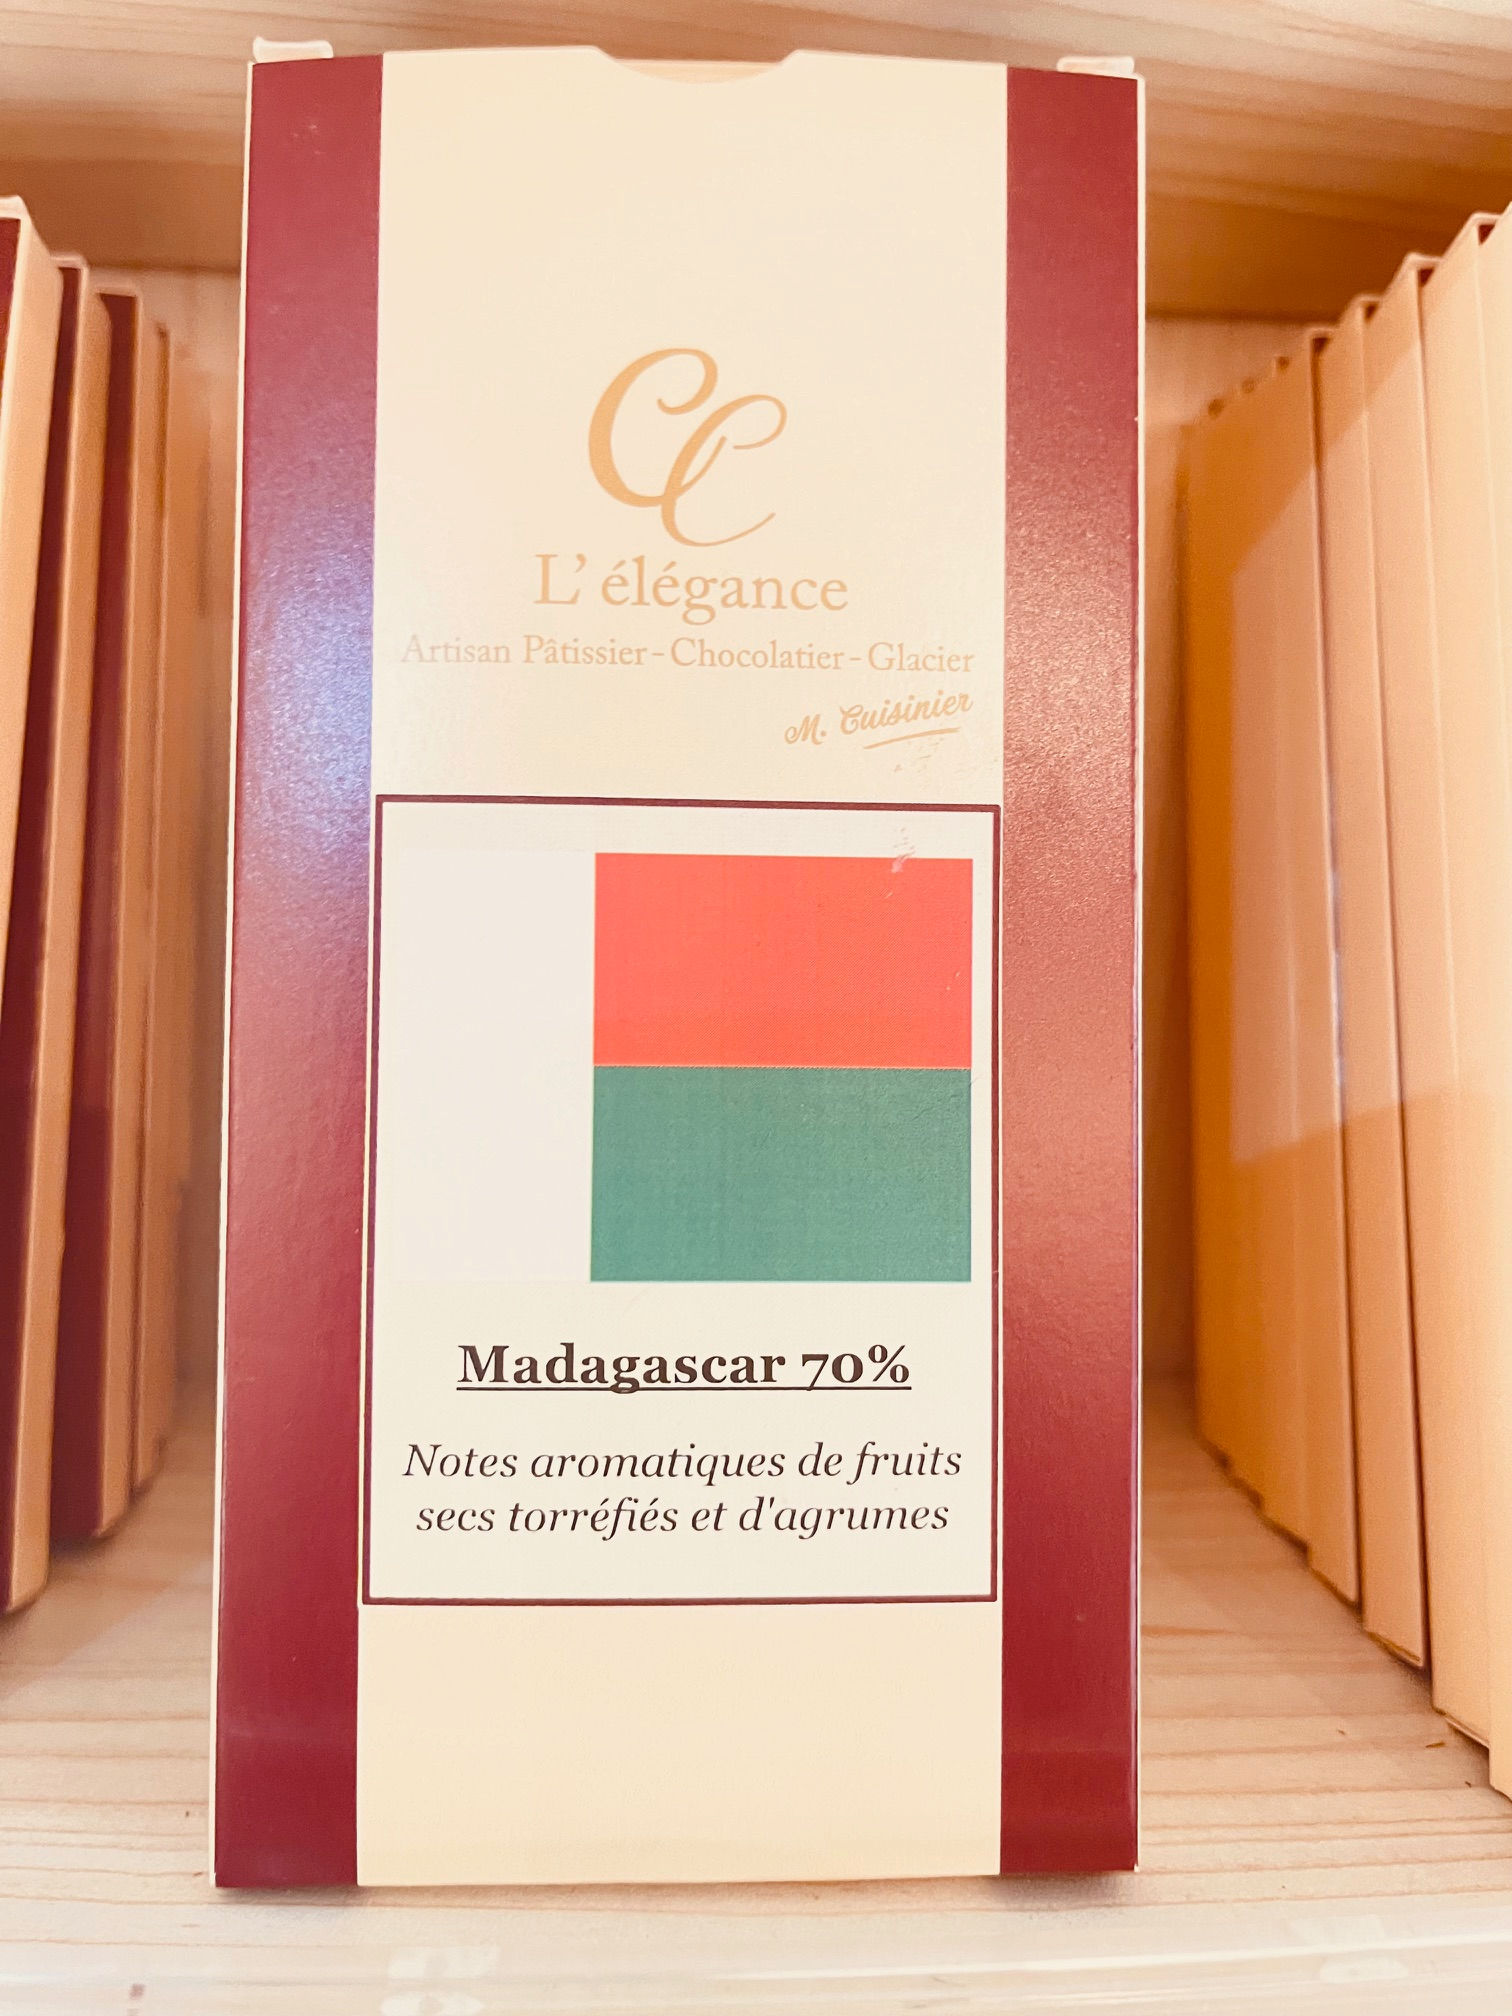 CC
L' élégance
Artisan Pâtissier-Chocolatier-Glacier
M. Cuisinier
Madagascar 70%
Notes aromatiques de fruits
secs torréfiés et d'agrumes